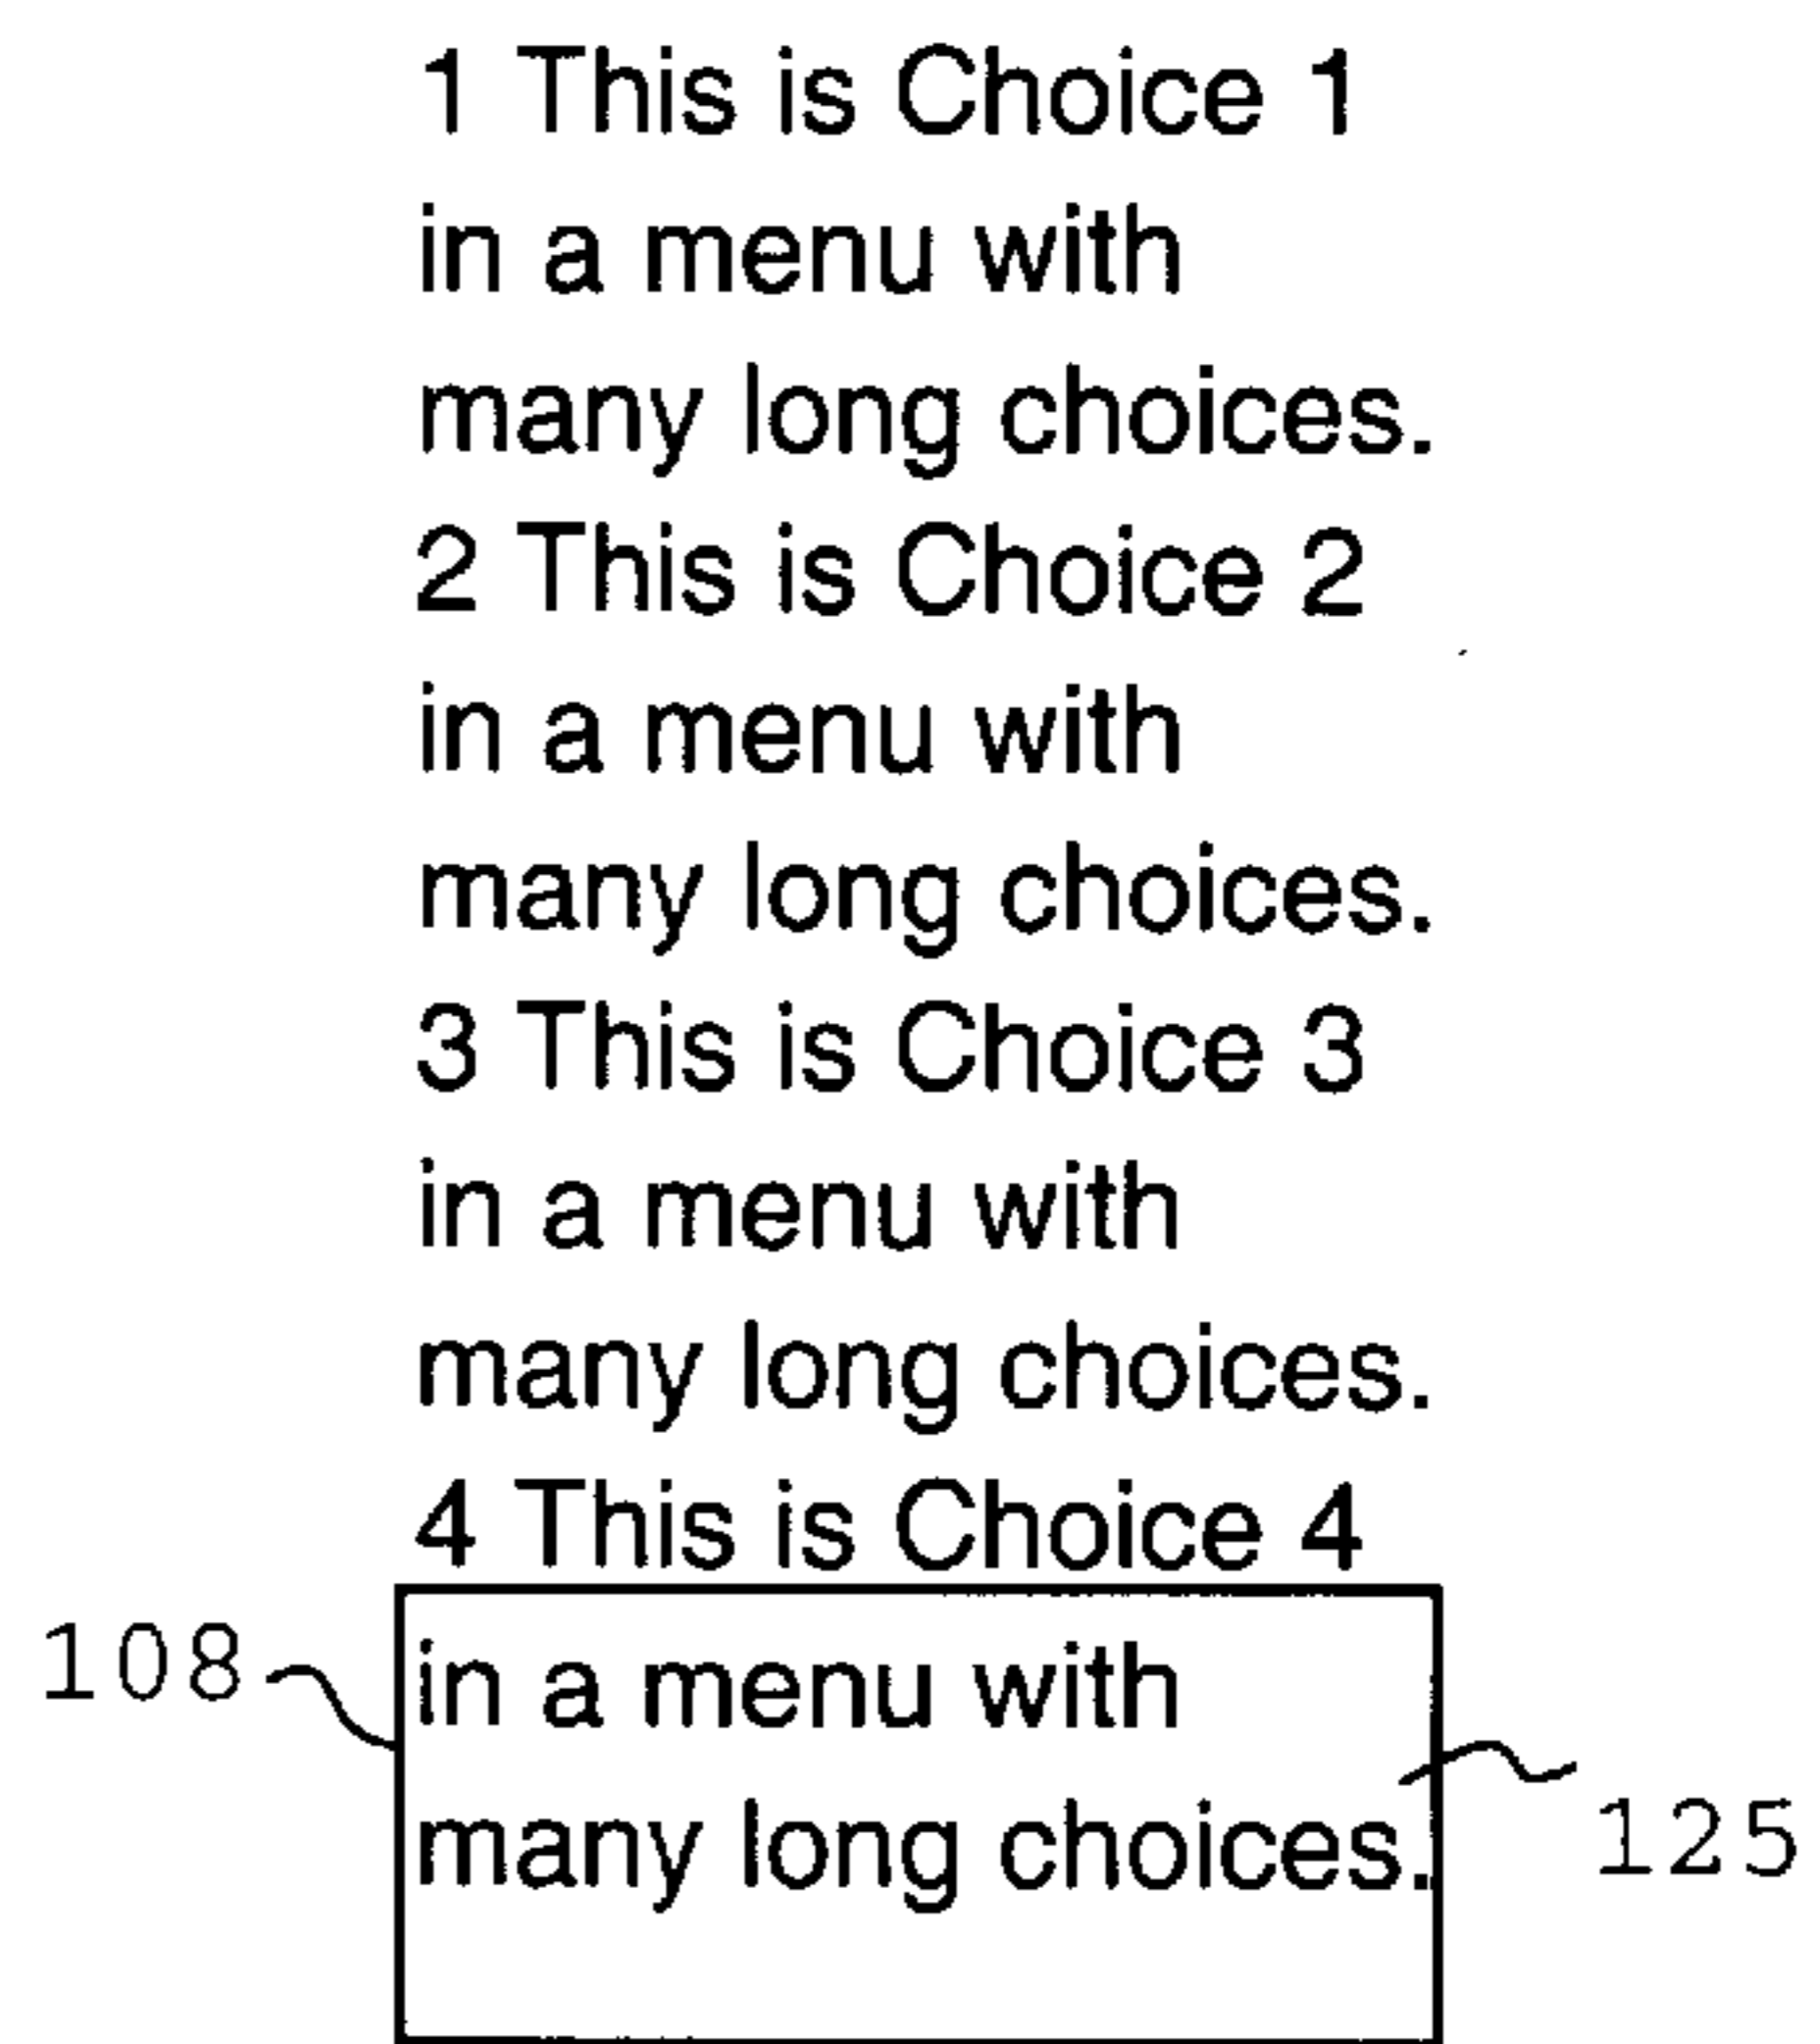 1 This is Choice 1
in a menu with
many long choices.
2 This is Choice 2
in a menu with
many long choices.
3 This is Choice 3
in a menu with
many long choices.
4 This is Choice 4
108
in a menu with
many long choices.
125